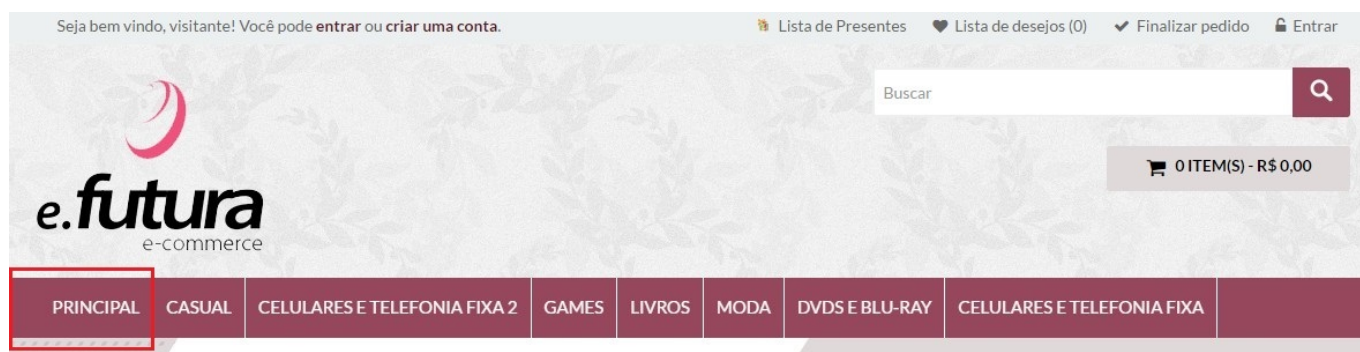 Seja bem vindo, visitante! Você pode entrar ou criar uma conta.
Lista de Presentes
Lista de desejos (0)
Finalizar pedido
Entrar
Buscar
0 ITEM(S) - R$ 0,00
e.futura
e-commerce
PRINCIPAL
CASUAL
CELULARES E TELEFONIA FIXA 2
GAMES
LIVROS
MODA
DVDS E BLU-RAY
CELULARES E TELEFONIA FIXA